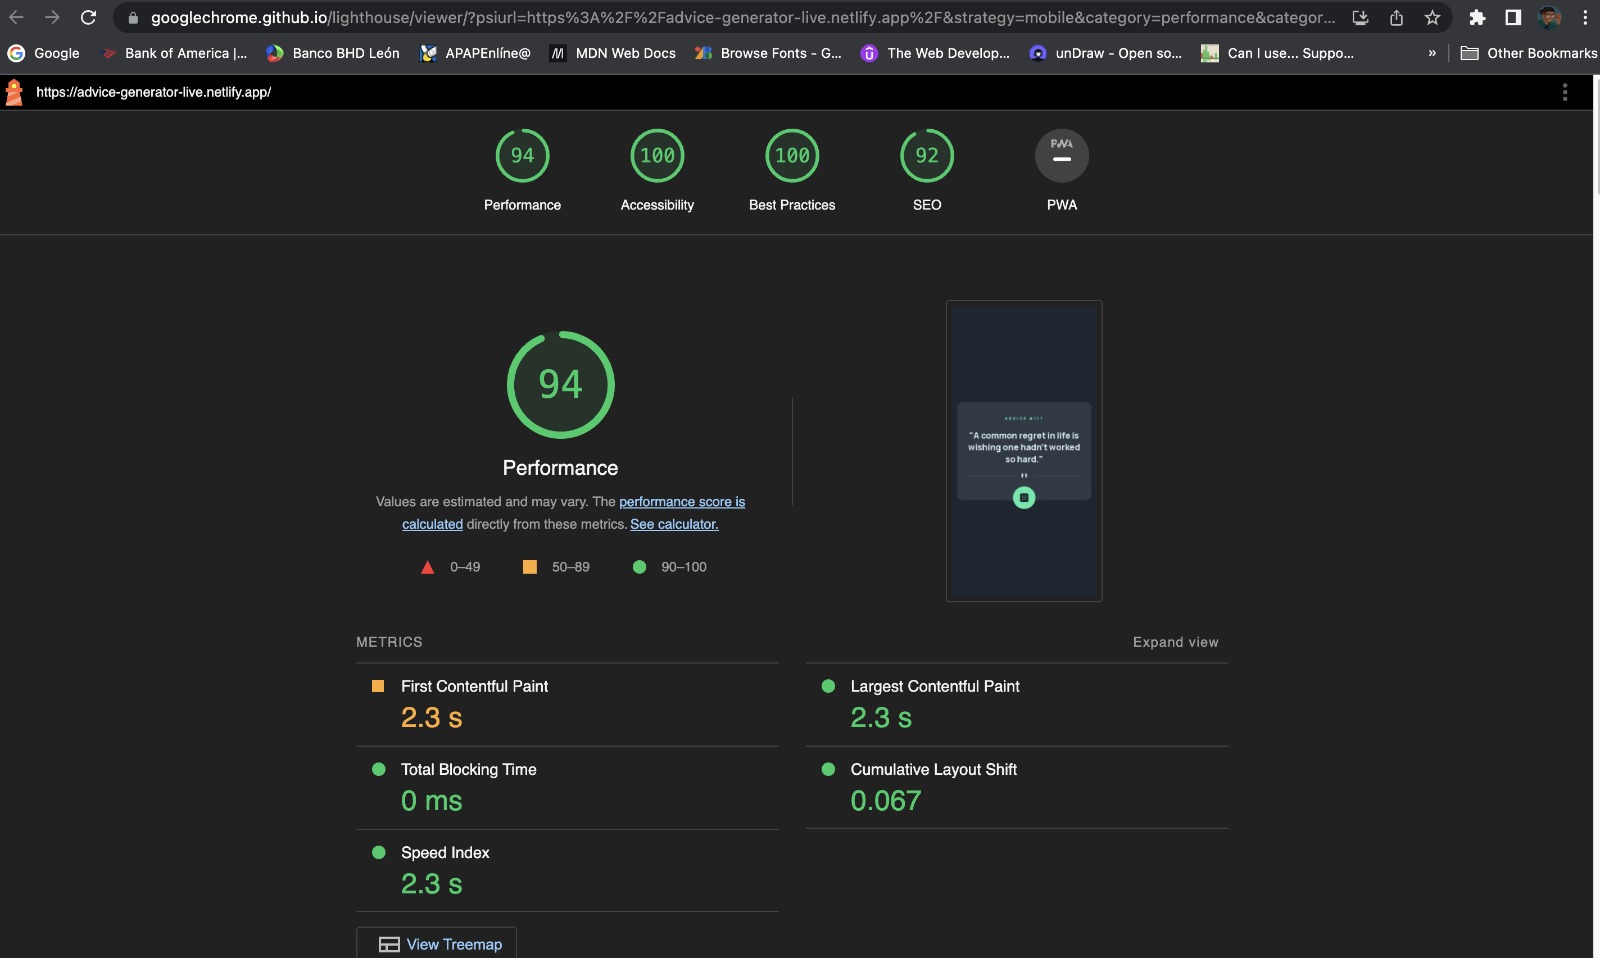 googlechrome.github.io/lighthouse/viewer/?psiurl=https%3A%2F%2Fadvice-generator-live.netlify.app%2F&strategy=mobile&category=performance&categor...
Google
Bank of America |...
Banco BHD León
APAPEnlíne@
MDN Web Docs
Browse Fonts - G...
The Web Develop...
unDraw - Open so...
Can I use... Suppo...
»
Other Bookmarks
https://advice-generator-live.netlify.app/
94
100
100
92
PWA
Performance
Accessibility
Best Practices
SEO
PWA
94
Performance
Values are estimated and may vary. The performance score is
calculated directly from these metrics. See calculator.
0–49
50–89
90–100
"A common regret in life is
wishing one hadn't worked
so hard."
METRICS
Expand view
First Contentful Paint
2.3 s
Largest Contentful Paint
2.3 s
Total Blocking Time
0 ms
Cumulative Layout Shift
0.067
Speed Index
2.3 s
View Treemap